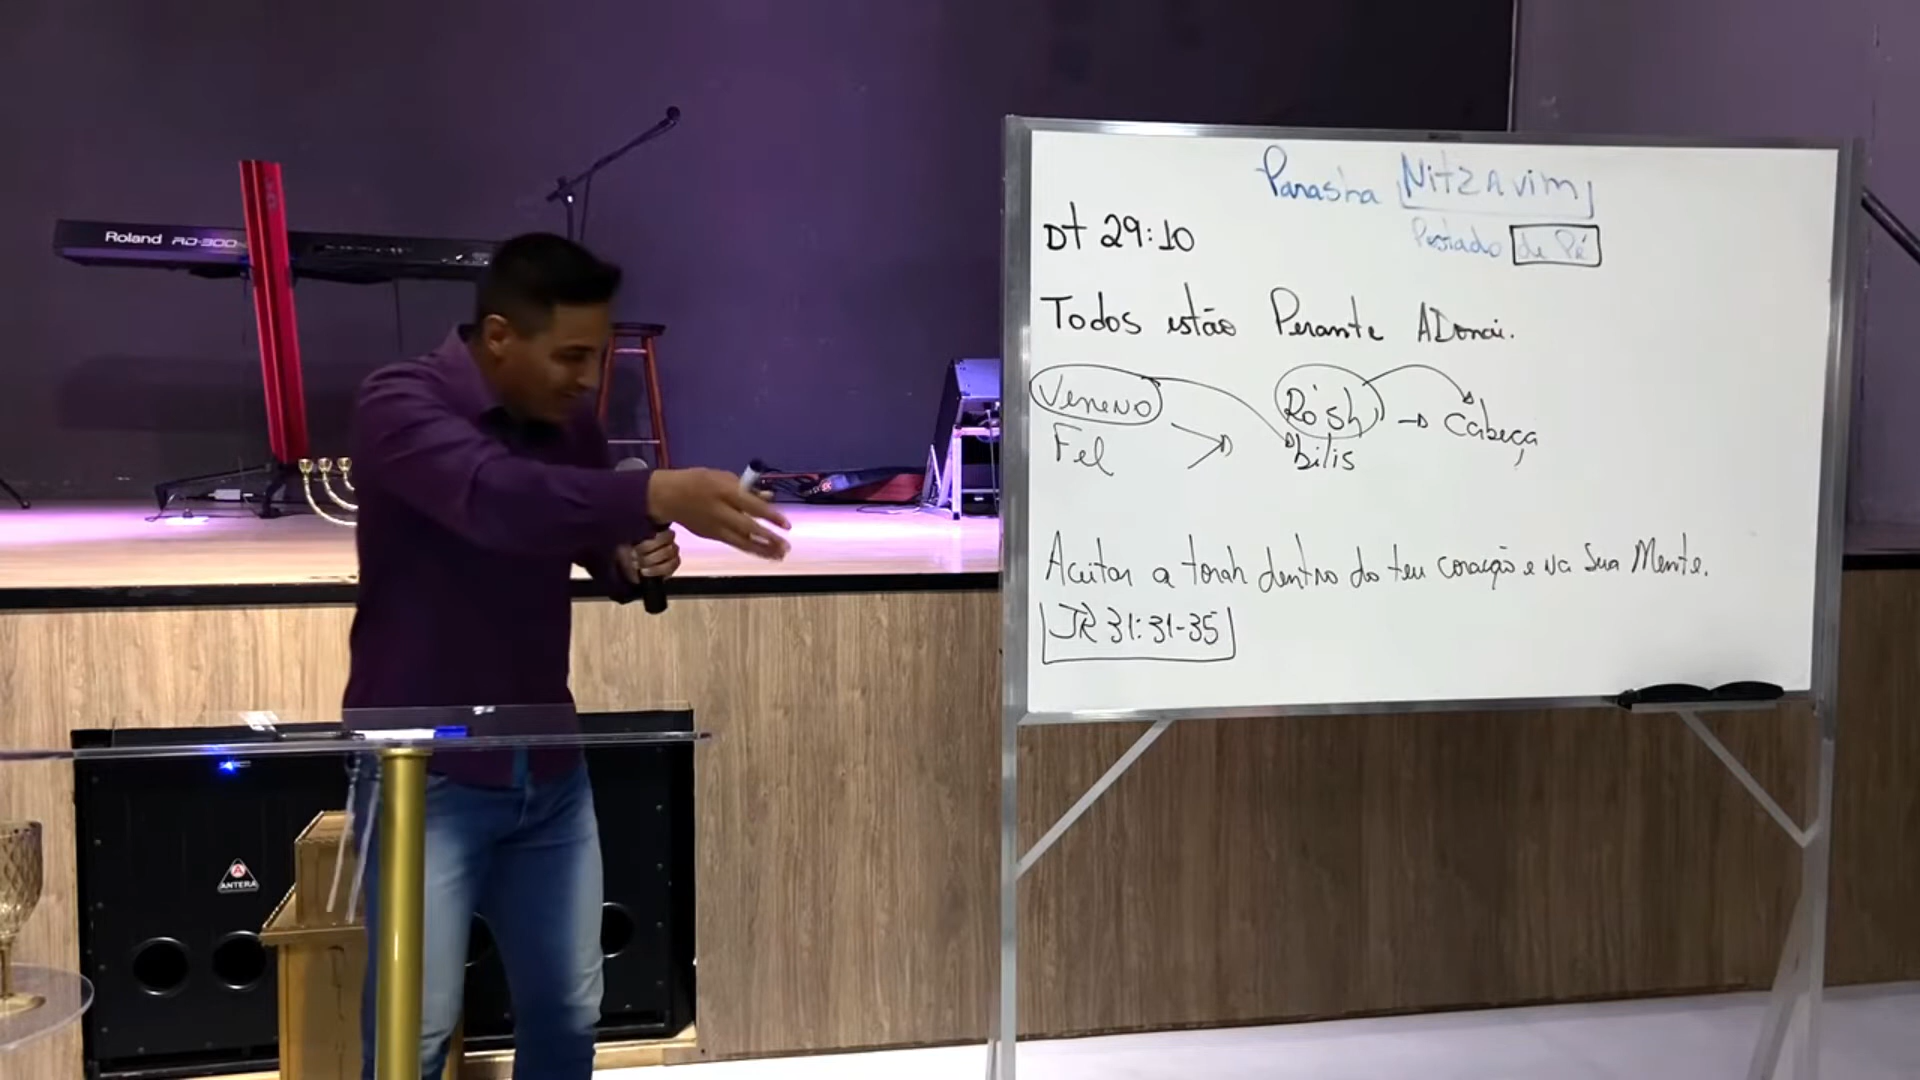 Parasha Nitzavim
Postado de Pé
Dt 29:10
Todos estão Perante ADonai.
Veneno Rosh → Cabeça
Fel bilis
Aceitar a torah dentro do teu coração e na Sua Mente.
JR 31:31-35
Roland RD-300
ANTERA